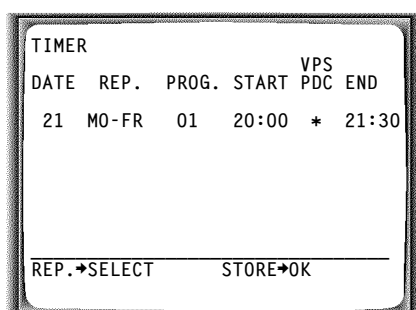 TIMER
VPS
DATE REP. PROG. START PDC END
21 MO-FR 01 20:00 * 21:30
REP.➔SELECT STORE➔OK